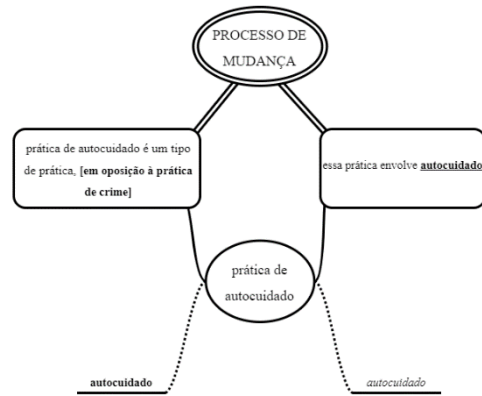 PROCESSO DE
MUDANÇA
prática de autocuidado é um tipo
de prática, [em oposição à prática
de crime]
essa prática envolve autocuidado
prática de
autocuidado
autocuidado
autocuidado